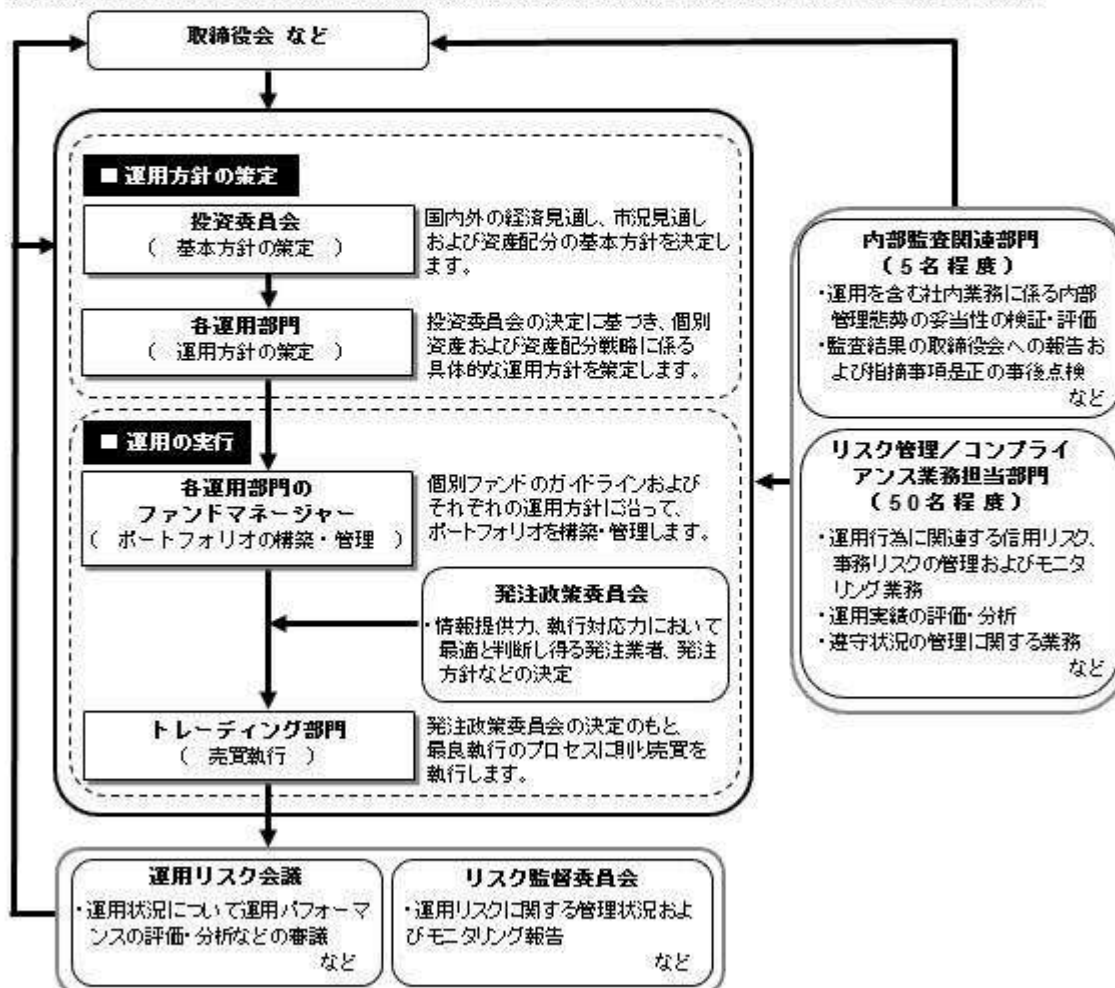 取締役会 など
■ 運用方針の策定
投資委員会
( 基本方針の策定 )
国内外の経済見通し、市況見通し
および資産配分の基本方針を決定し
ます。
各運用部門
( 運用方針の策定 )
投資委員会の決定に基づき、個別
資産および資産配分戦略に係る
具体的な運用方針を策定します。
■ 運用の実行
各運用部門の
ファンドマネージャー
( ポートフォリオの構築・管理 )
個別ファンドのガイドラインおよび
それぞれの運用方針に沿って、
ポートフォリオを構築・管理します。
発注政策委員会
・情報提供力、執行対応力において
最適と判断し得る発注業者、発注
方針などの決定
トレーディング部門
( 売買執行 )
発注政策委員会の決定のもと、
最良執行のプロセスに則り売買を
執行します。
運用リスク会議
・運用状況について運用パフォーマ
ンスの評価・分析などの審議
など
リスク監督委員会
・運用リスクに関する管理状況およ
びモニタリング報告
など
内部監査関連部門
(5名程度)
・運用を含む社内業務に係る内部
管理態勢の妥当性の検証・評価
・監査結果の取締役会への報告お
よび指摘事項是正の事後点検
など
リスク管理/コンプライ
アンス業務担当部門
(50名程度)
・運用行為に関連する信用リスク、
事務リスクの管理およびモニタ
リング業務
・運用実績の評価・分析
・遵守状況の管理に関する業務
など